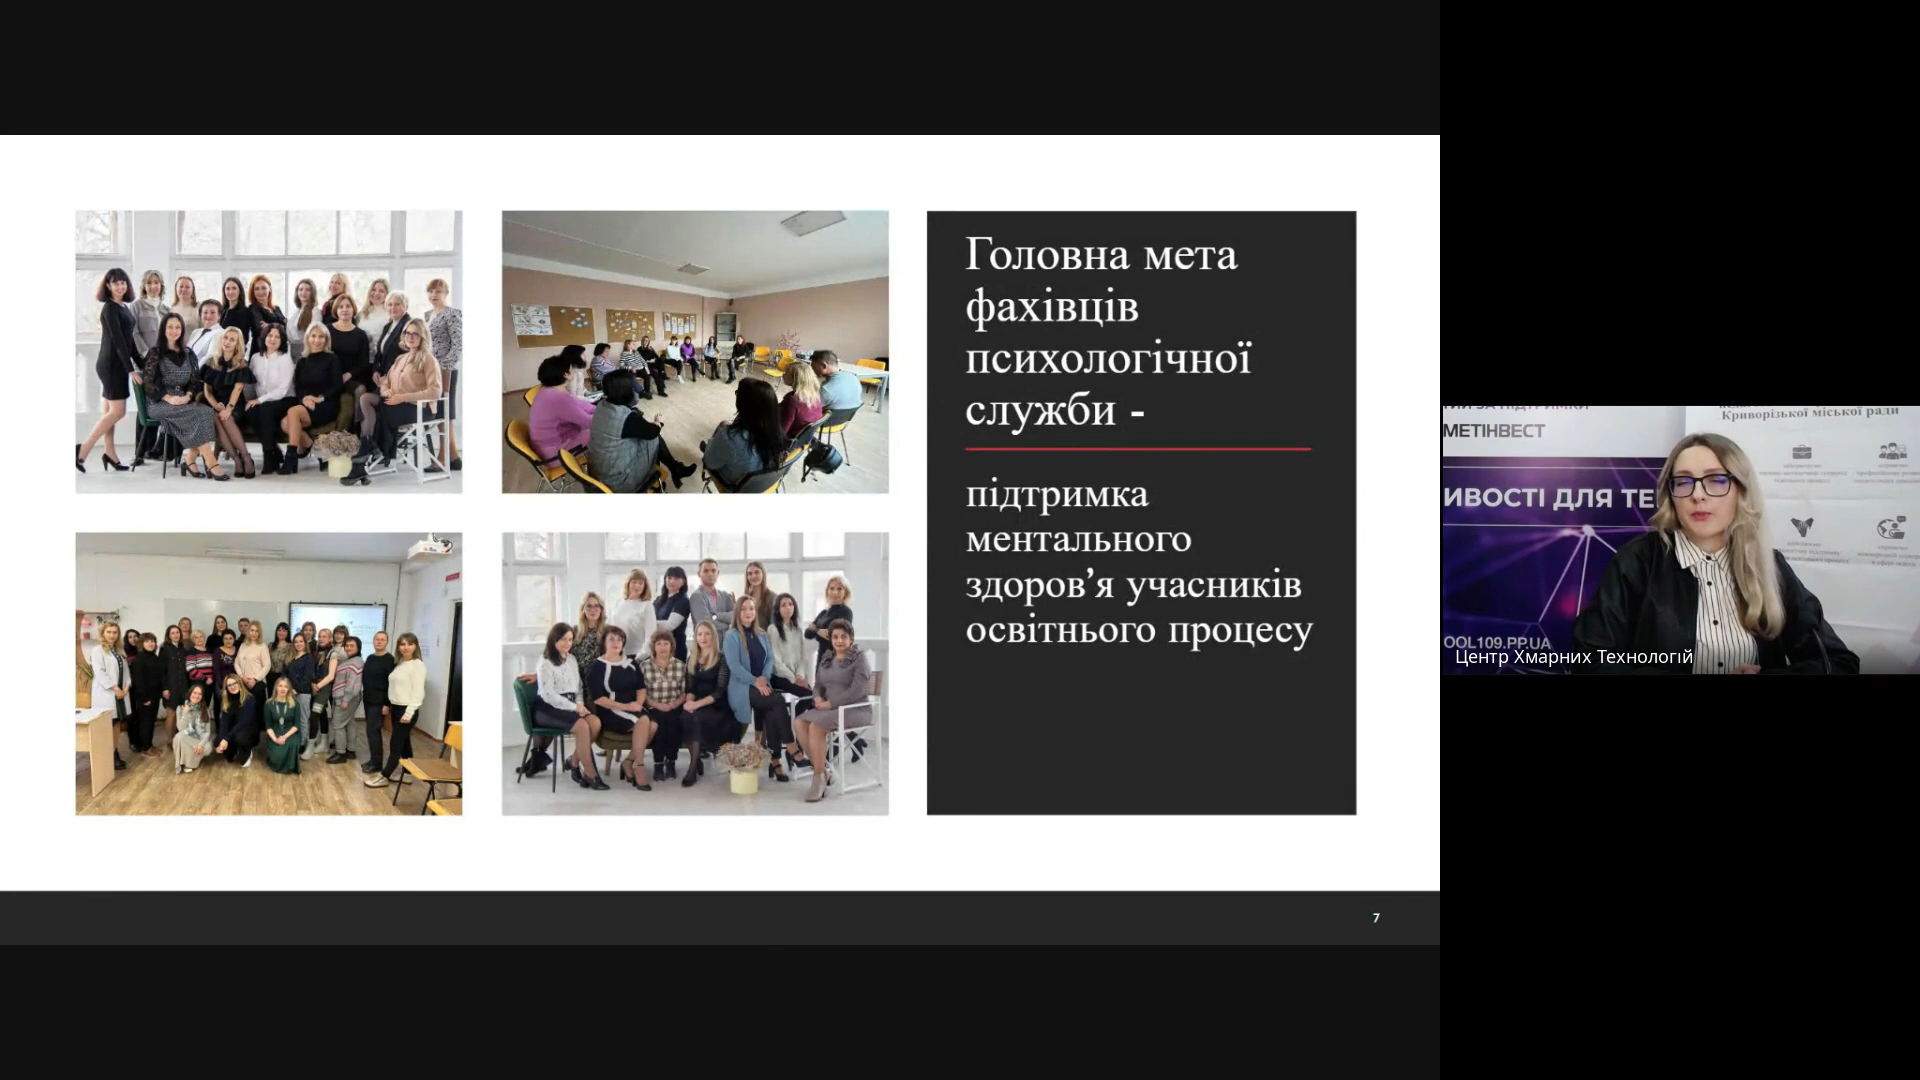 Головна мета
фахівців
психологічної
служби -
підтримка
ментального
здоров’я учасників
освітнього процесу
7
Криворізької міської ради
МЕТІНВЕСТ
ИВОСТІ ДЛЯ ТЕ
OOL109.PP.UA
Центр Хмарних Технологій